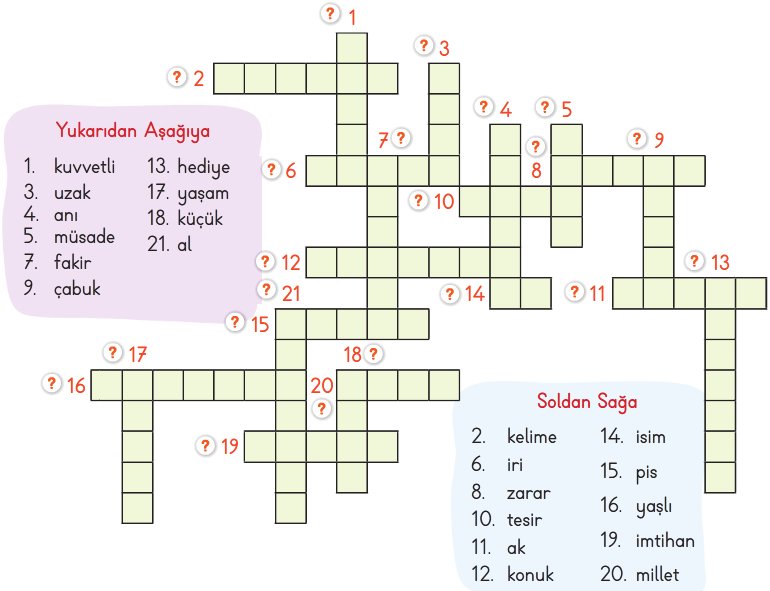 ? 1
? 3
? 2
? 4
? 5
7 ?
?
8
? 9
? 6
? 10
? 12
? 13
? 21
? 14
? 11
? 15
? 17
18 ?
? 16
20
?
? 19
Yukarıdan Aşağıya
1. kuvvetli
3. uzak
4. anı
5. müsade
7. fakir
9. çabuk
13. hediye
17. yaşam
18. küçük
21. al
Soldan Sağa
2. kelime
6. iri
8. zarar
10. tesir
11. ak
12. konuk
14. isim
15. pis
16. yaşlı
19. imtihan
20. millet